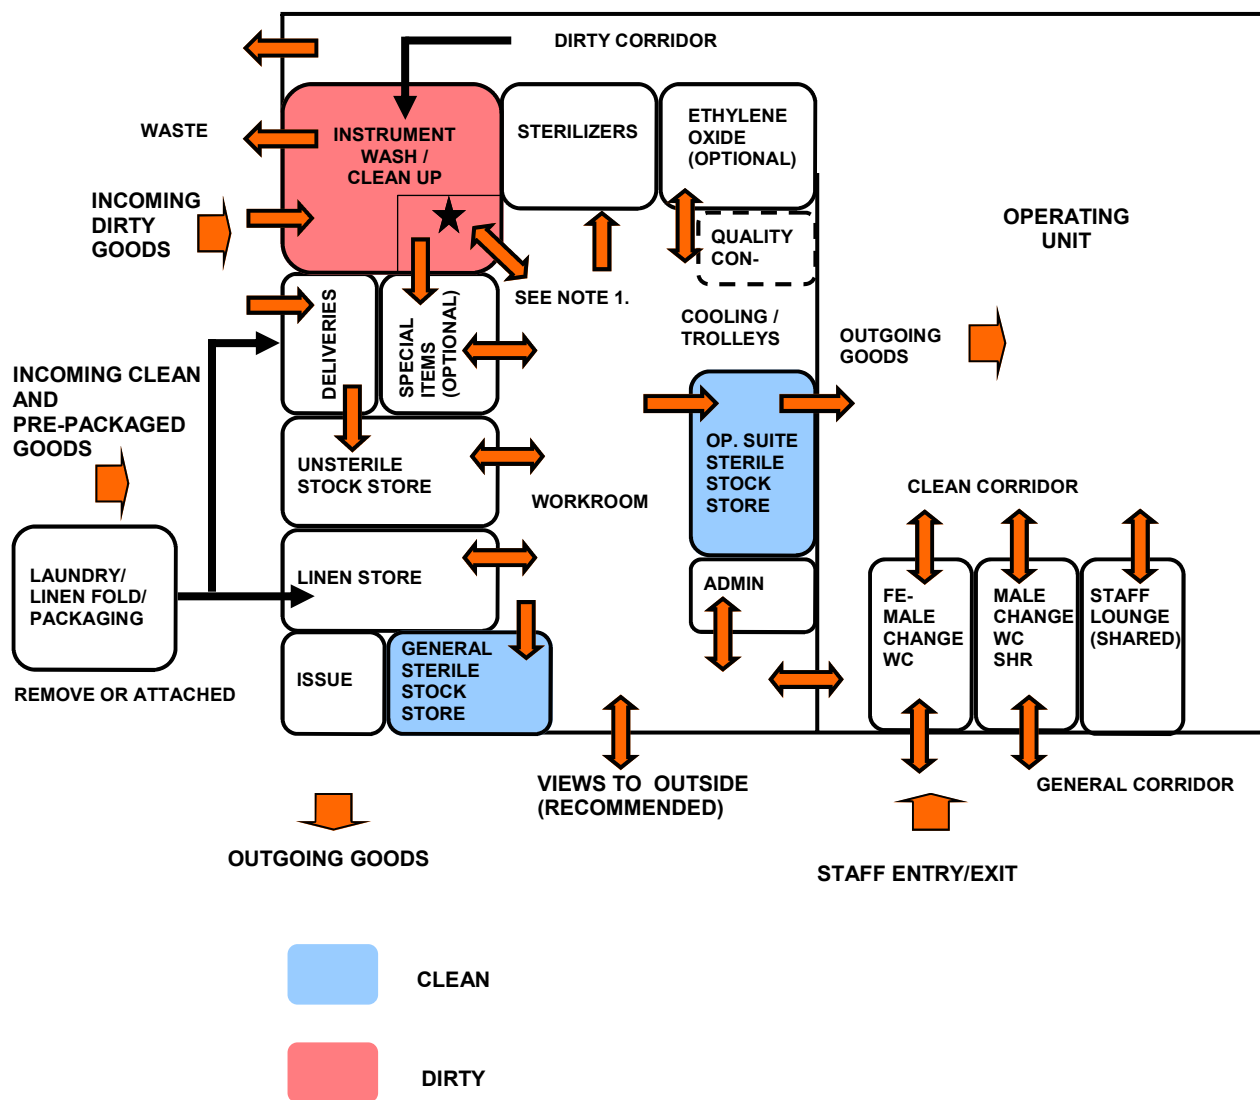 DIRTY CORRIDOR
WASTE
INSTRUMENT
WASH /
CLEAN UP
STERILIZERS
ETHYLENE
OXIDE
(OPTIONAL)
INCOMING
DIRTY
GOODS
OPERATING
UNIT
QUALITY
CON-
SEE NOTE 1.
DELIVERIES
SPECIAL
ITEMS
(OPTIONAL)
COOLING /
TROLLEYS
OUTGOING
GOODS
INCOMING CLEAN
AND
PRE-PACKAGED
GOODS
UNSTERILE
STOCK STORE
WORKROOM
OP. SUITE
STERILE
STOCK
STORE
CLEAN CORRIDOR
LAUNDRY/
LINEN FOLD/
PACKAGING
LINEN STORE
ADMIN
FE-
MALE
CHANGE
WC
MALE
CHANGE
WC
SHR
STAFF
LOUNGE
(SHARED)
REMOVE OR ATTACHED
ISSUE
GENERAL
STERILE
STOCK
STORE
VIEWS TO  OUTSIDE
(RECOMMENDED)
GENERAL CORRIDOR
OUTGOING GOODS
STAFF ENTRY/EXIT
CLEAN
DIRTY